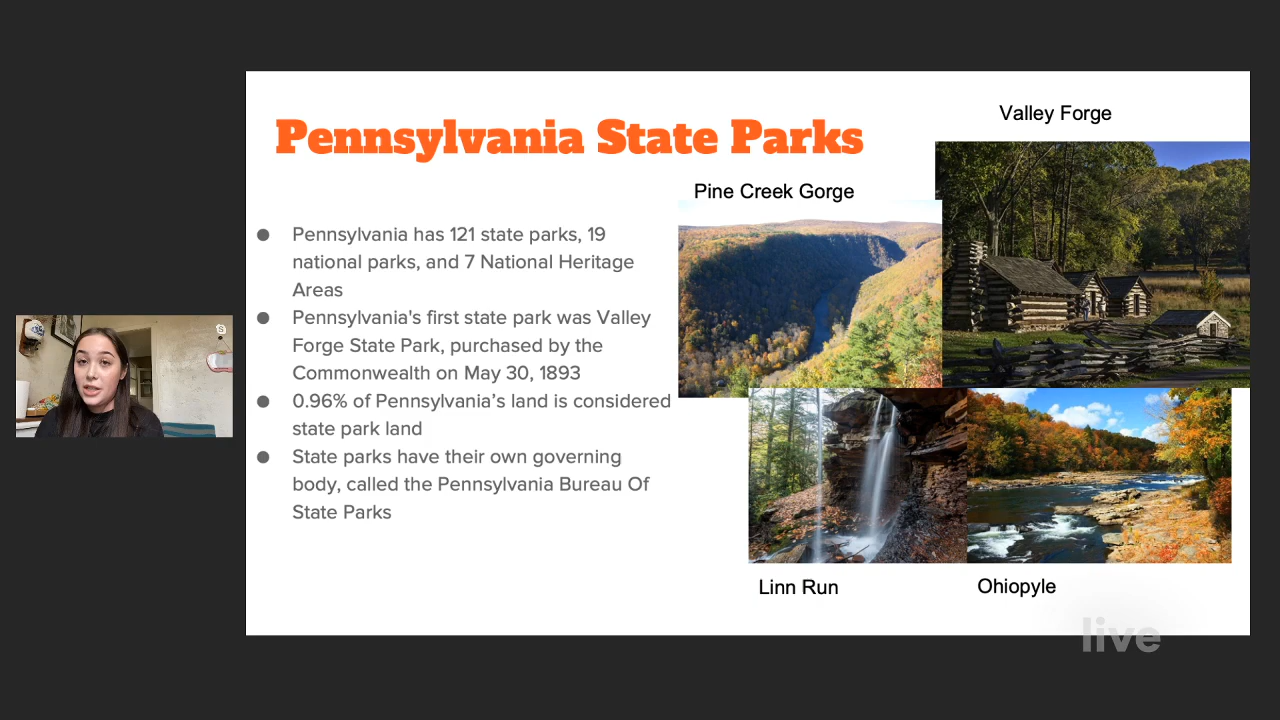 Valley Forge
Pennsylvania State Parks
Pine Creek Gorge
Pennsylvania has 121 state parks, 19
national parks, and 7 National Heritage
Areas
Pennsylvania's first state park was Valley
Forge State Park, purchased by the
Commonwealth on May 30, 1893
0.96% of Pennsylvania’s land is considered
state park land
State parks have their own governing
body, called the Pennsylvania Bureau Of
State Parks
Linn Run
Ohiopyle
live